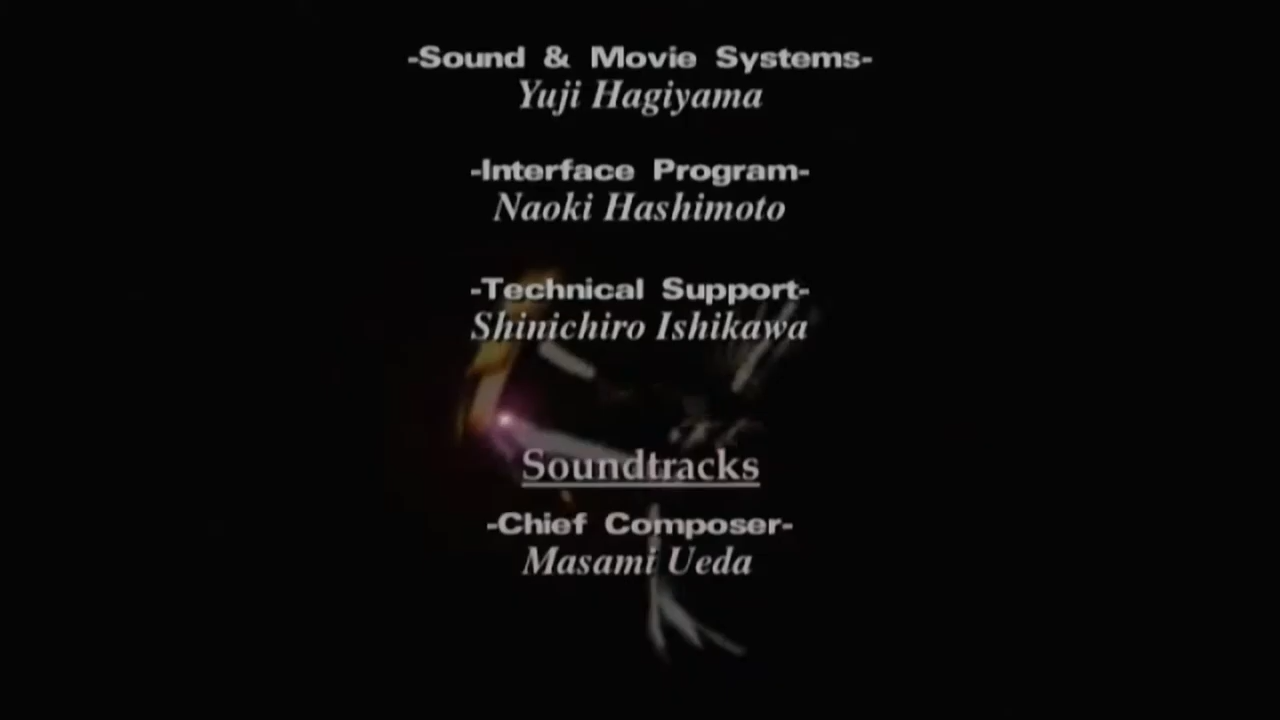 -Sound & Movie Systems-
Yuji Hagiyama
-Interface Program-
Naoki Hashimoto
-Technical Support-
Shinichiro Ishikawa
Soundtracks
-Chief Composer-
Masami Ueda